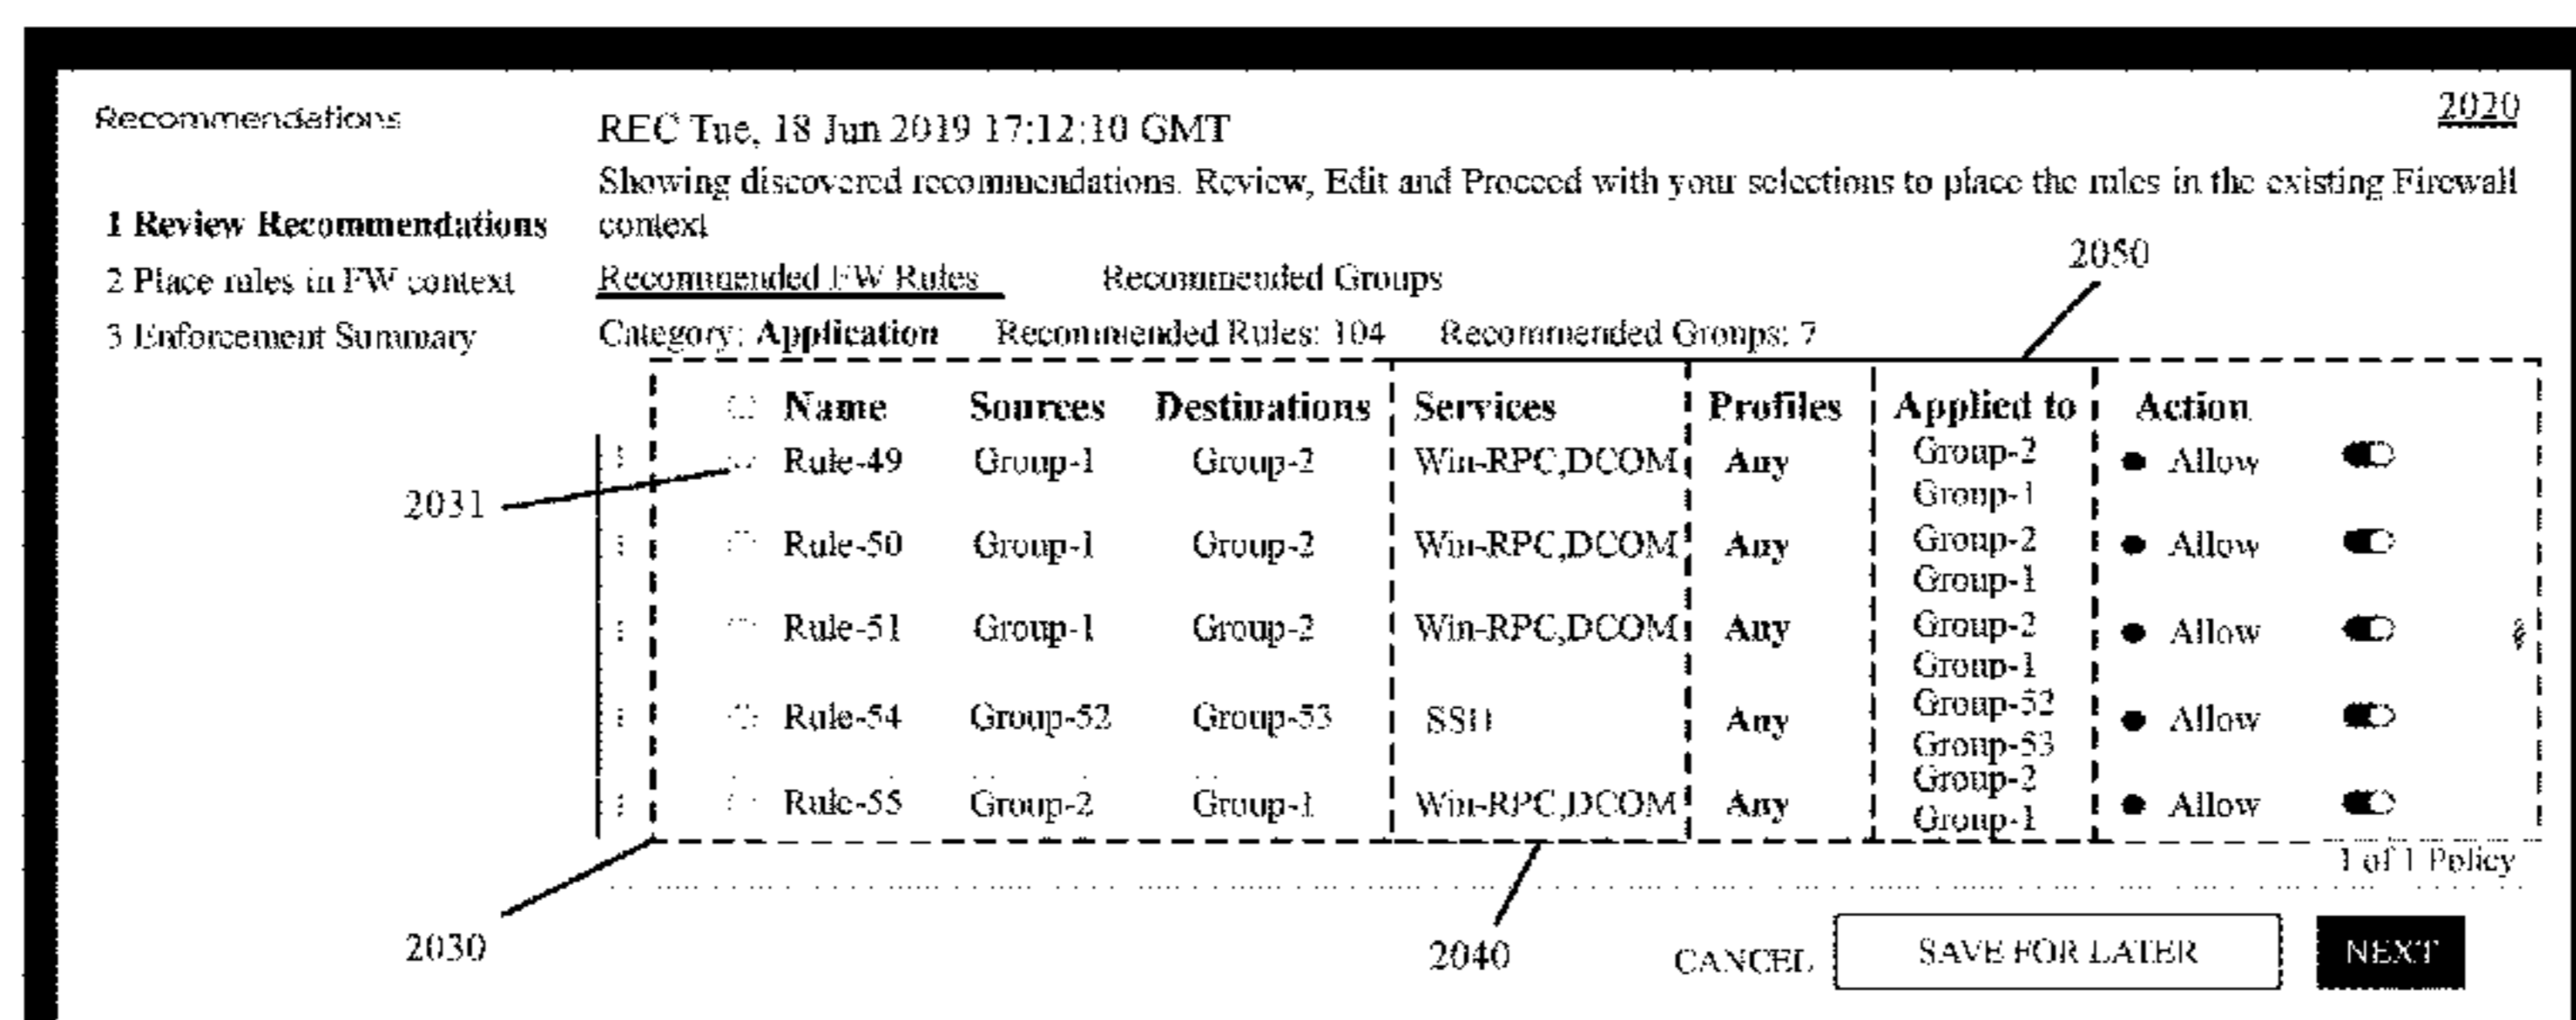 Recommendations
REC Tue, 18 Jun 2019 17:12:10 GMT
2020
Showing discovered recommendations. Review, Edit and Proceed with your selections to place the rules in the existing Firewall
context
1 Review Recommendations
2 Place rules in FW context
3 Enforcement Summary
Recommended FW Rules Recommended Groups
2050
Category: Application Recommended Rules: 104 Recommended Groups: 7
Name Sources Destinations Services Profiles Applied to Action
Rule-49 Group-1 Group-2 Win-RPC,DCOM Any Group-2 Allow
Group-1
2031
Rule-50 Group-1 Group-2 Win-RPC,DCOM Any Group-2 Allow
Group-1
Rule-51 Group-1 Group-2 Win-RPC,DCOM Any Group-2 Allow
Group-1
Rule-54 Group-52 Group-53 SSH Any Group-52 Allow
Group-53
Rule-55 Group-2 Group-1 Win-RPC,DCOM Any Group-2 Allow
Group-1
1 of 1 Policy
2030
2040
CANCEL SAVE FOR LATER NEXT